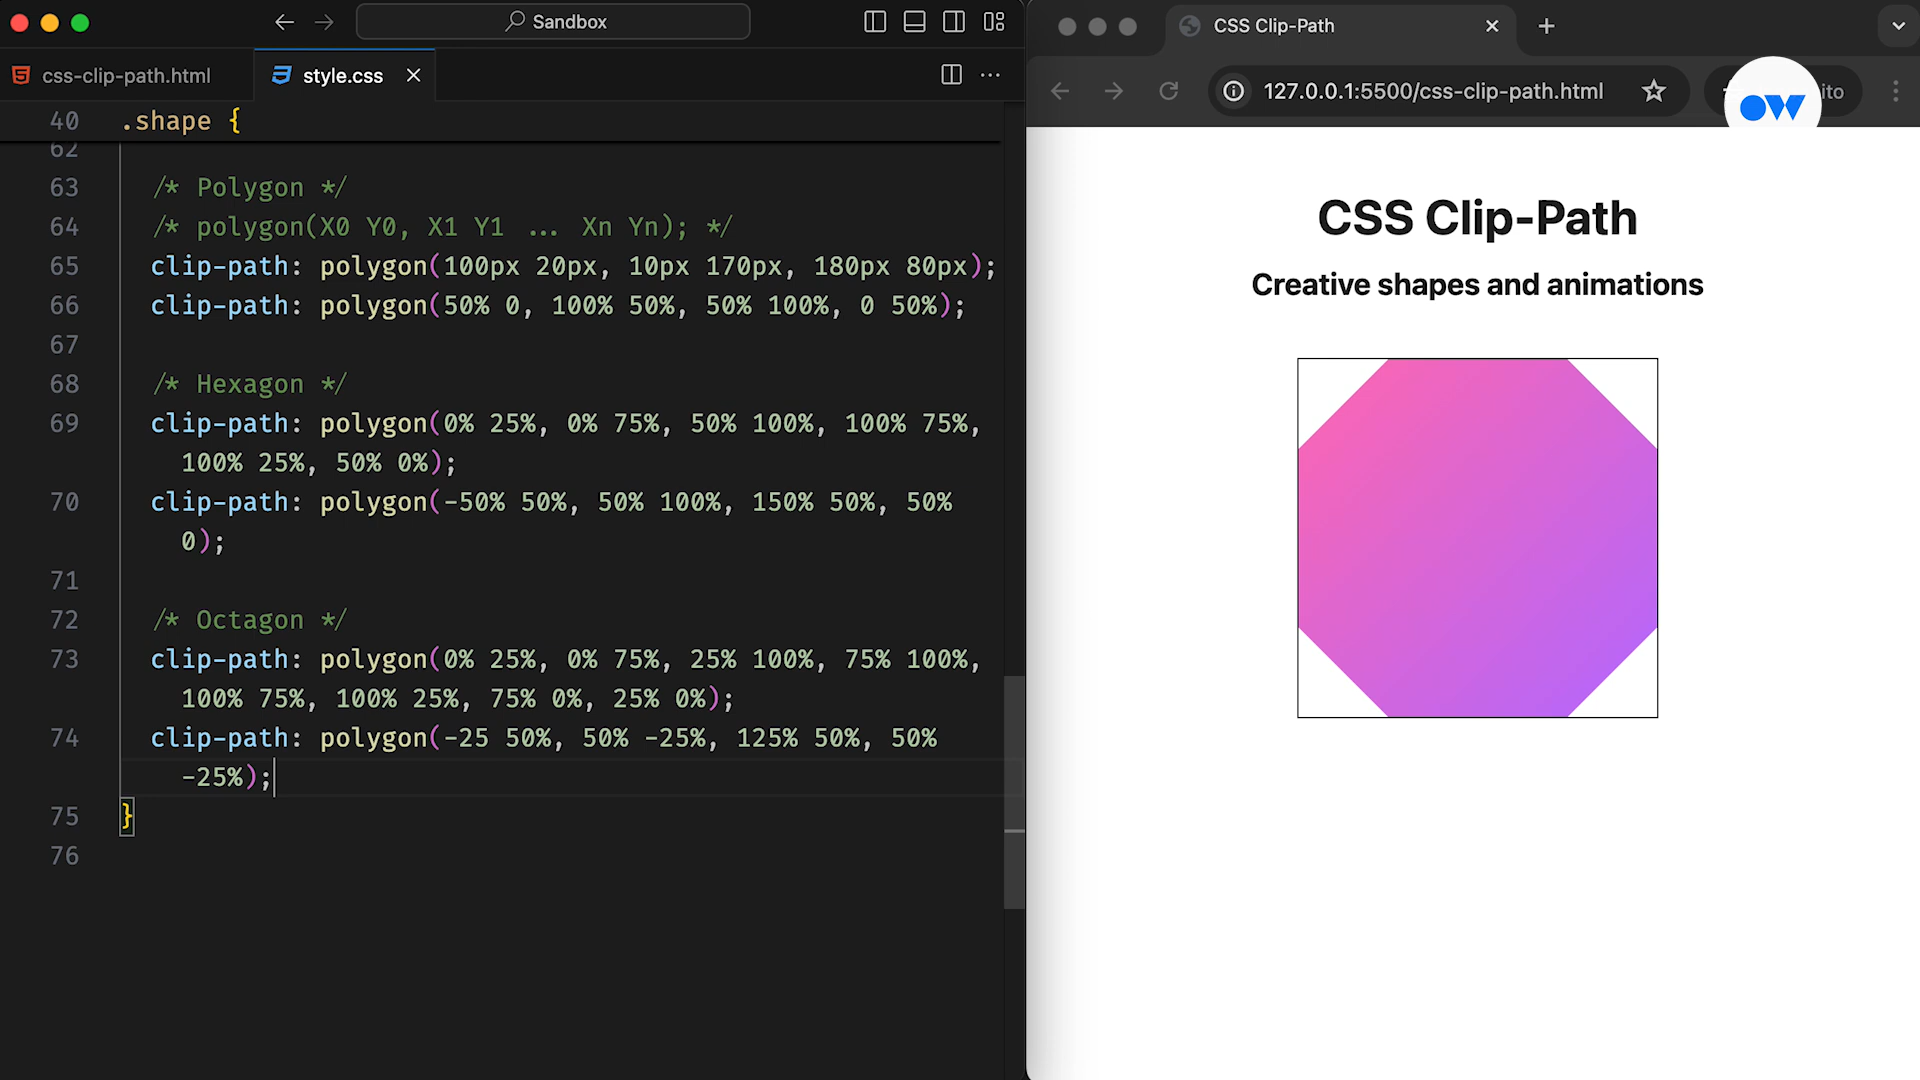 Sandbox
css-clip-path.html
style.css
40 .shape {
62
63 /* Polygon */
64 /* polygon(X0 Y0, X1 Y1 ... Xn Yn); */
65 clip-path: polygon(100px 20px, 10px 170px, 180px 80px);
66 clip-path: polygon(50% 0, 100% 50%, 50% 100%, 0 50%);
67
68 /* Hexagon */
69 clip-path: polygon(0% 25%, 0% 75%, 50% 100%, 100% 75%,
100% 25%, 50% 0%);
70 clip-path: polygon(-50% 50%, 50% 100%, 150% 50%, 50%
0);
71
72 /* Octagon */
73 clip-path: polygon(0% 25%, 0% 75%, 25% 100%, 75% 100%,
100% 75%, 100% 25%, 75% 0%, 25% 0%);
74 clip-path: polygon(-25 50%, 50% -25%, 125% 50%, 50%
-25%);
75 }
76
CSS Clip-Path
127.0.0.1:5500/css-clip-path.html
ito
OW
CSS Clip-Path
Creative shapes and animations